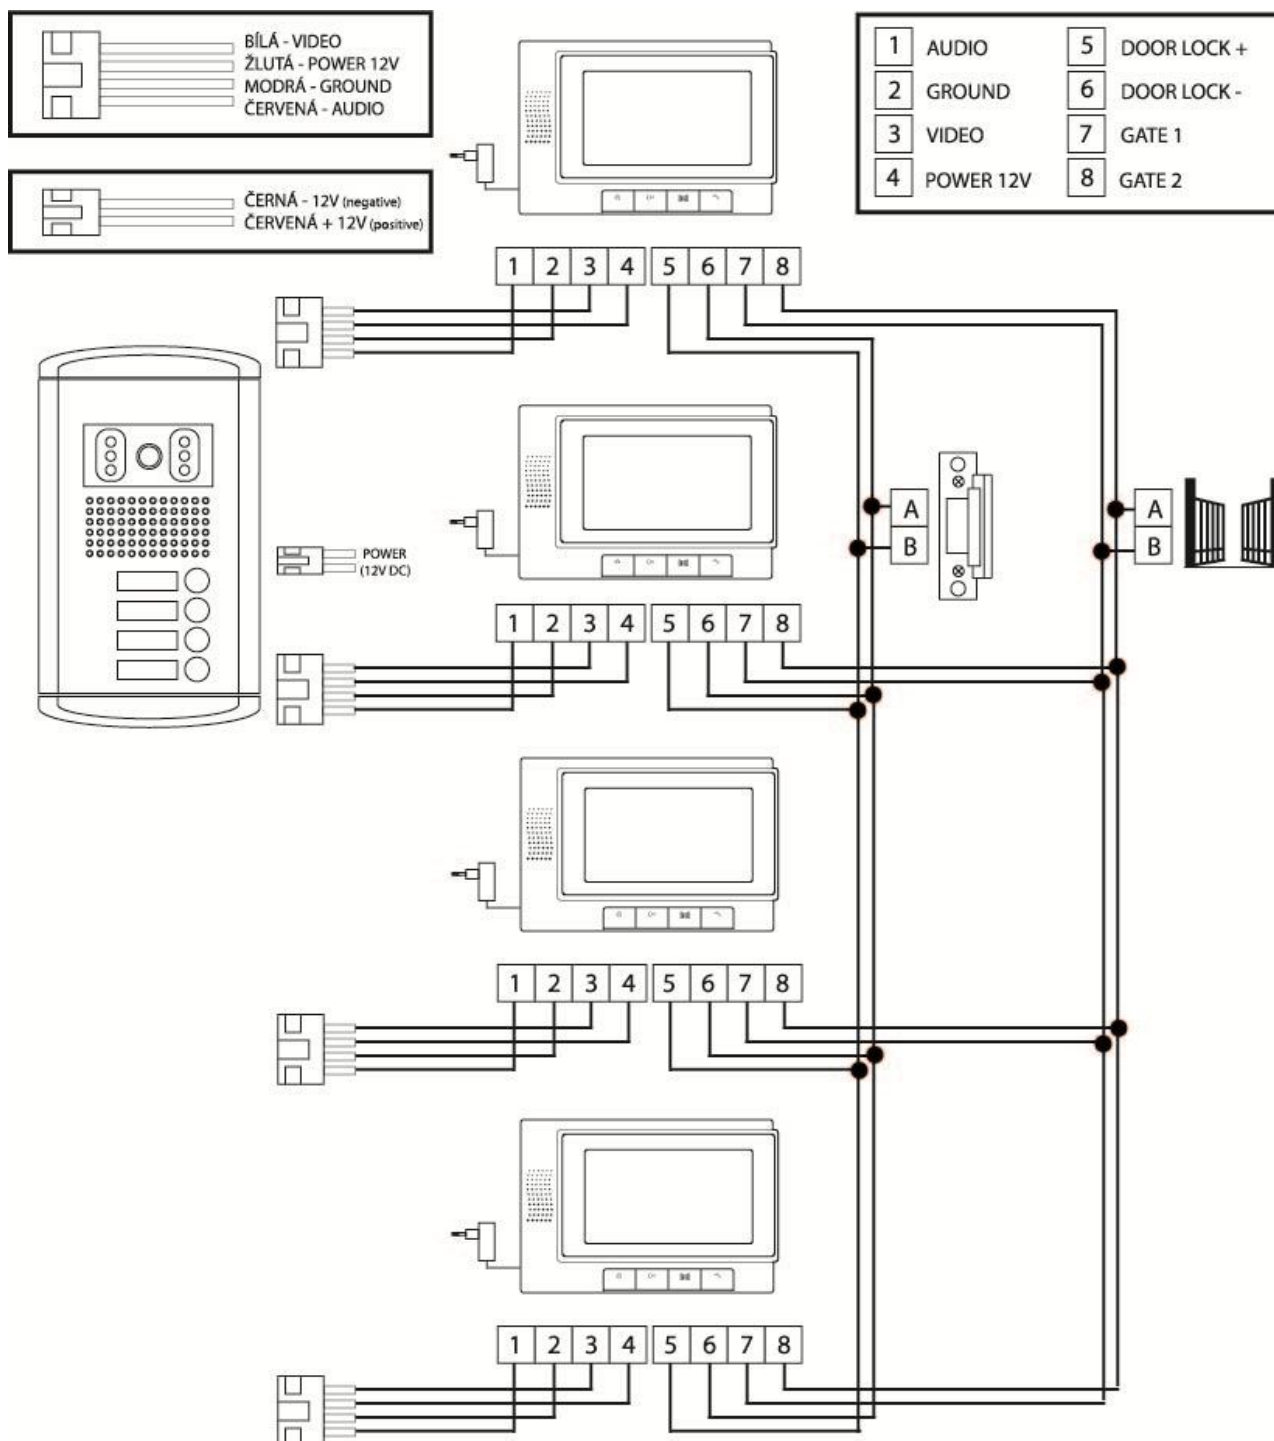 BÍLÁ - VIDEO
ŽLUTÁ - POWER 12V
MODRÁ - GROUND
ČERVENÁ - AUDIO
ČERNÁ - 12V (negative)
ČERVENÁ + 12V (positive)
1 AUDIO 5 DOOR LOCK +
2 GROUND 6 DOOR LOCK -
3 VIDEO 7 GATE 1
4 POWER 12V 8 GATE 2
1 2 3 4 5 6 7 8
A
B
A
B
POWER
(12V DC)
1 2 3 4 5 6 7 8
1 2 3 4 5 6 7 8
1 2 3 4 5 6 7 8